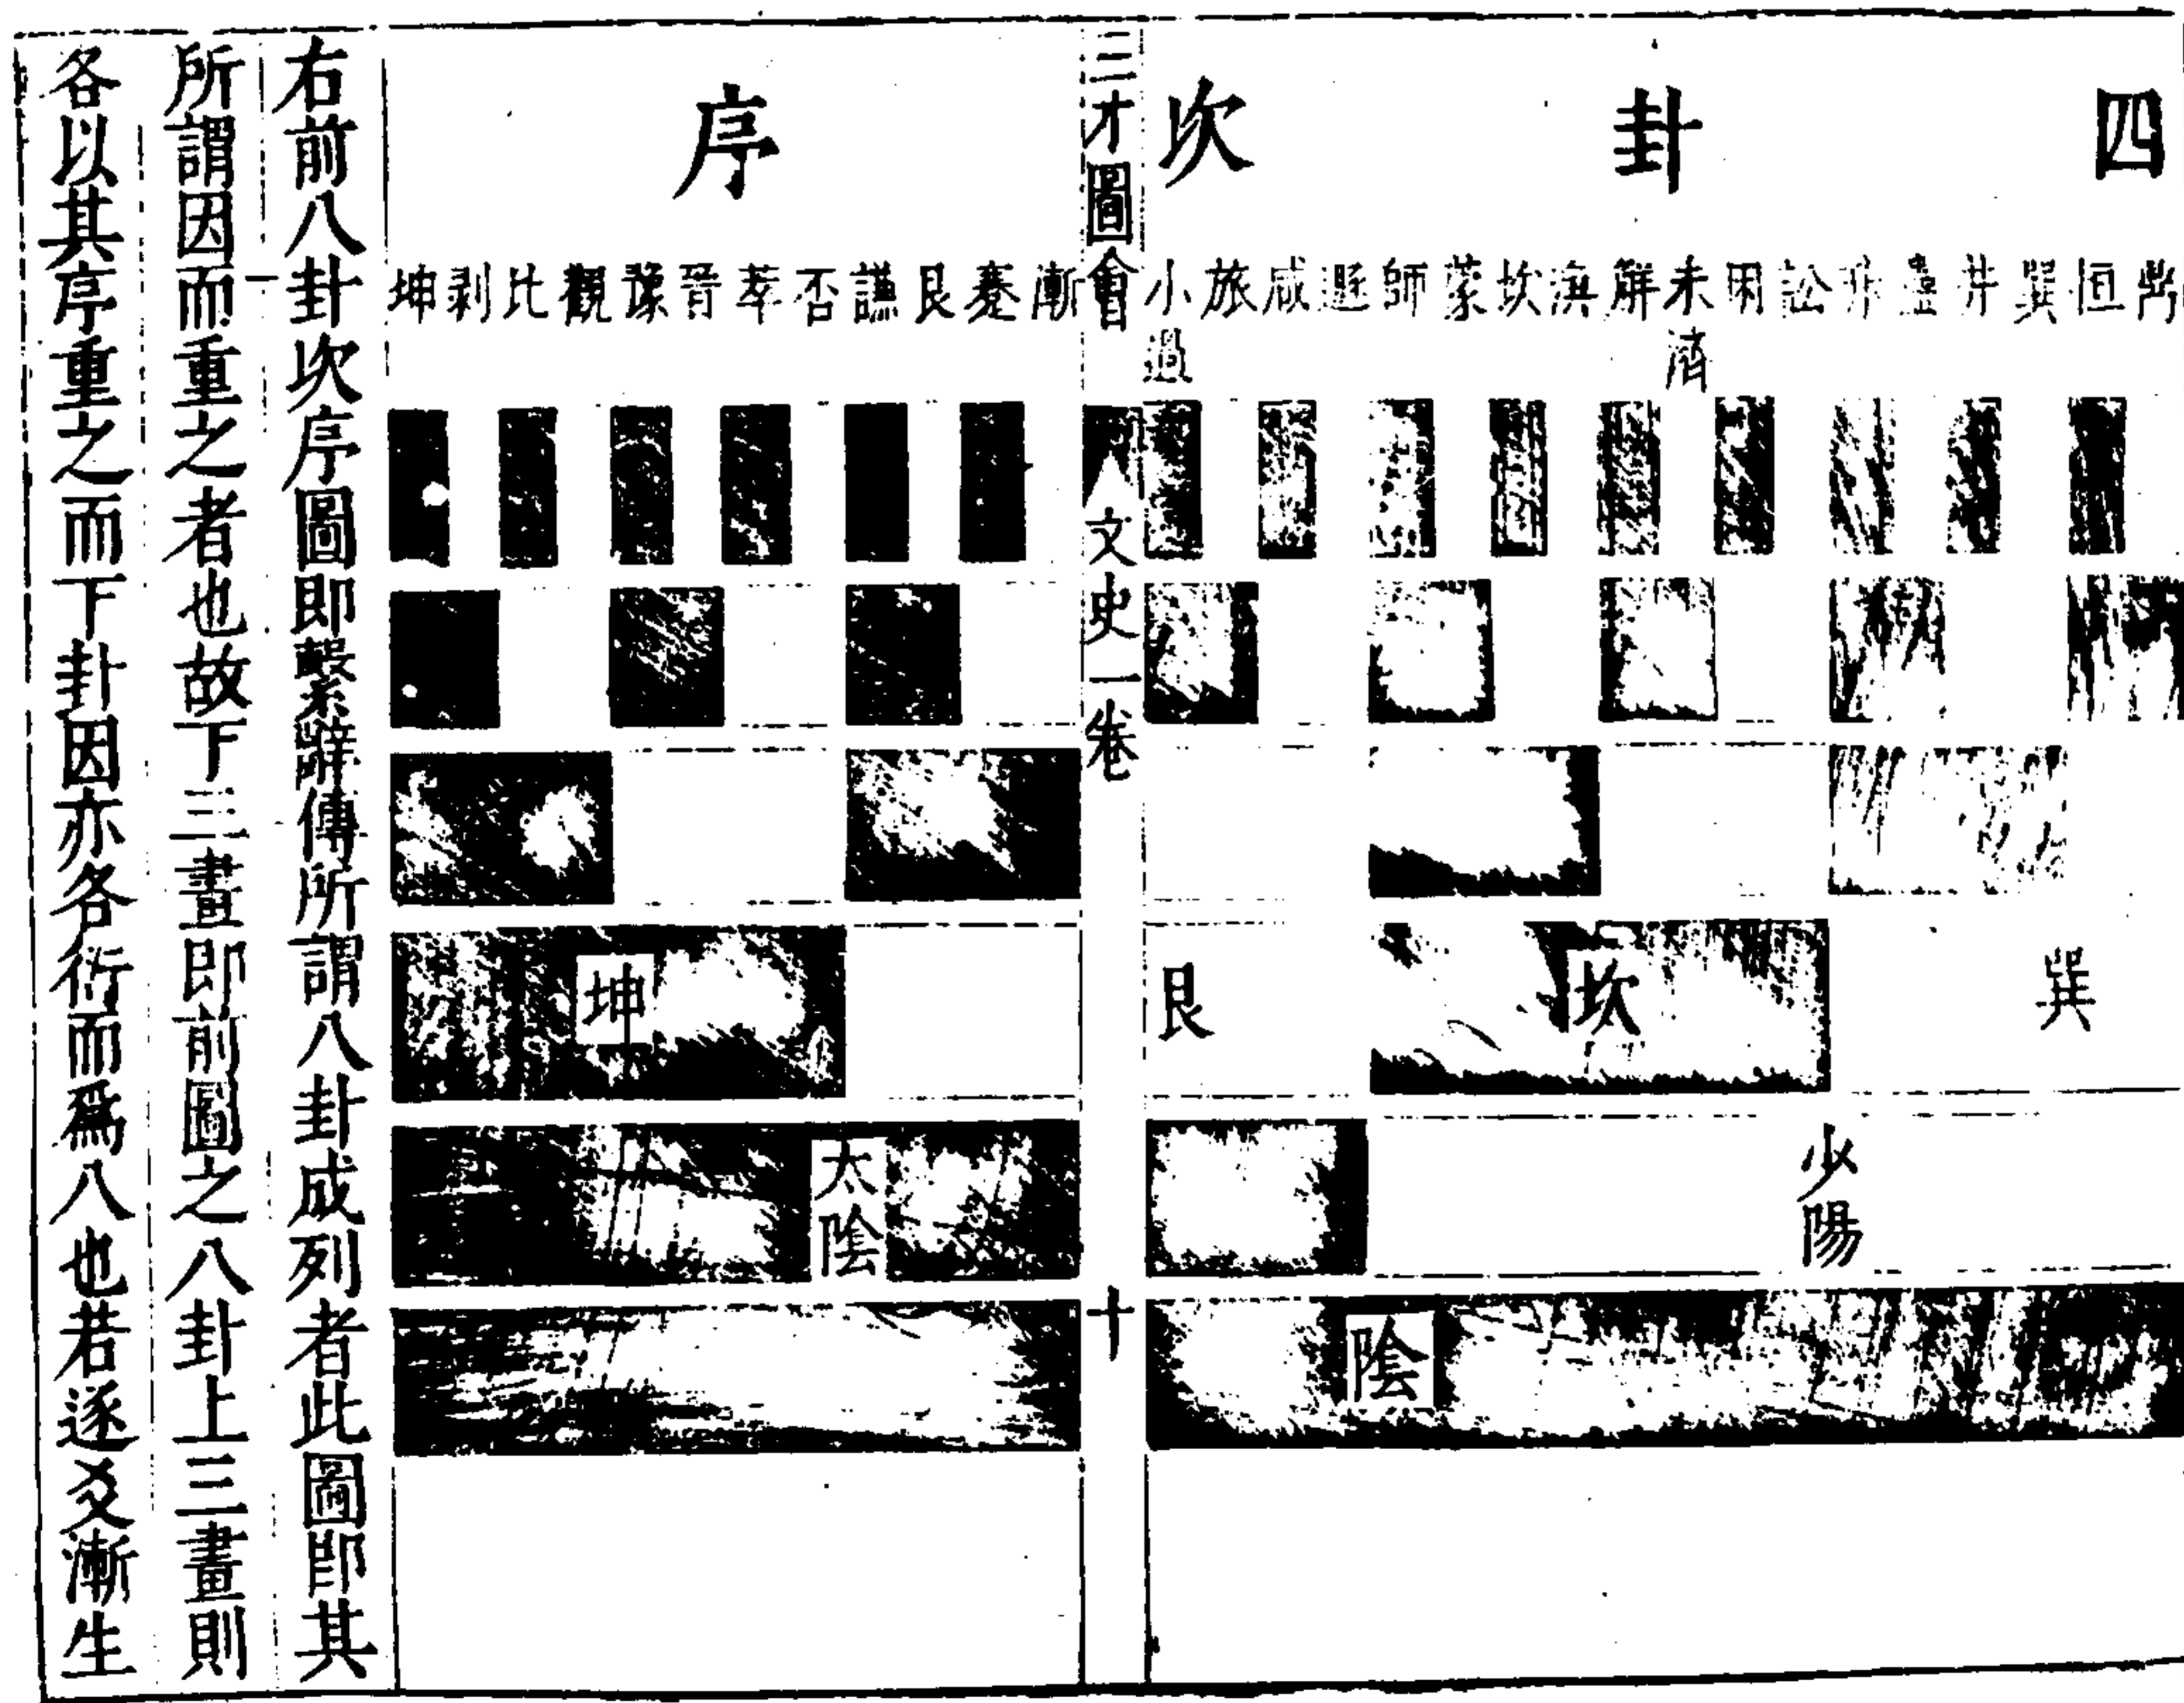 四卦次
鼎恒巽井蠱升訟困未濟解渙坎蒙師遯咸旅小過
巽坎艮
少陽
陰
三才圖會
人文史一卷
十
序
漸蹇艮謙否萃晉豫觀比剥坤
坤
太陰
右前八卦次序圖即繫辭傳所謂八卦成列者此圖即其
所謂因而重之者也故下三畫即前圖之八卦上三畫則
各以其序重之而下卦因亦各衍而爲八也若逐爻漸生